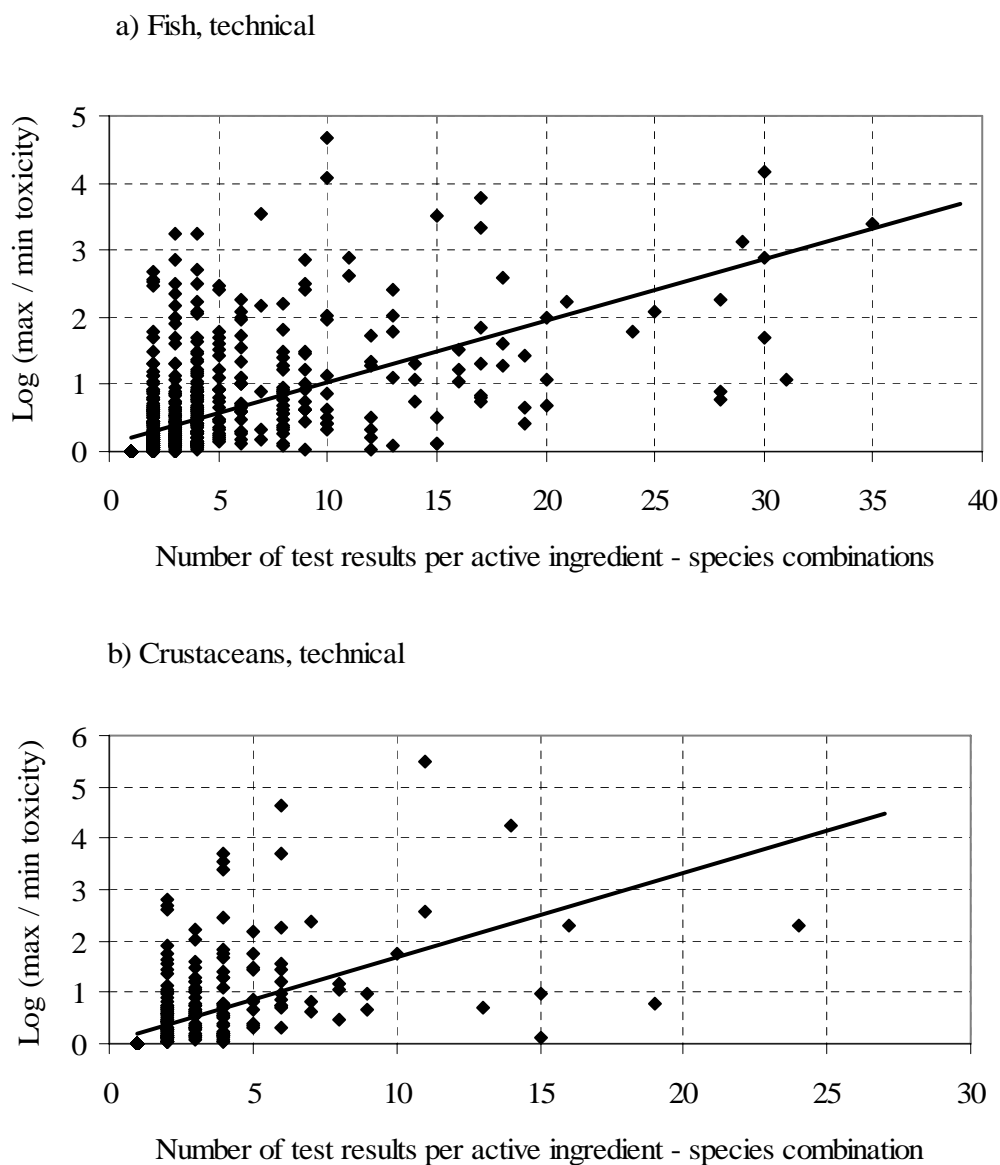 a) Fish, technical
5
4
3
2
1
0
Log (max / min toxicity)
0 5 10 15 20 25 30 35 40
Number of test results per active ingredient - species combinations
b) Crustaceans, technical
6
5
4
3
2
1
0
Log (max / min toxicity)
0 5 10 15 20 25 30
Number of test results per active ingredient - species combination